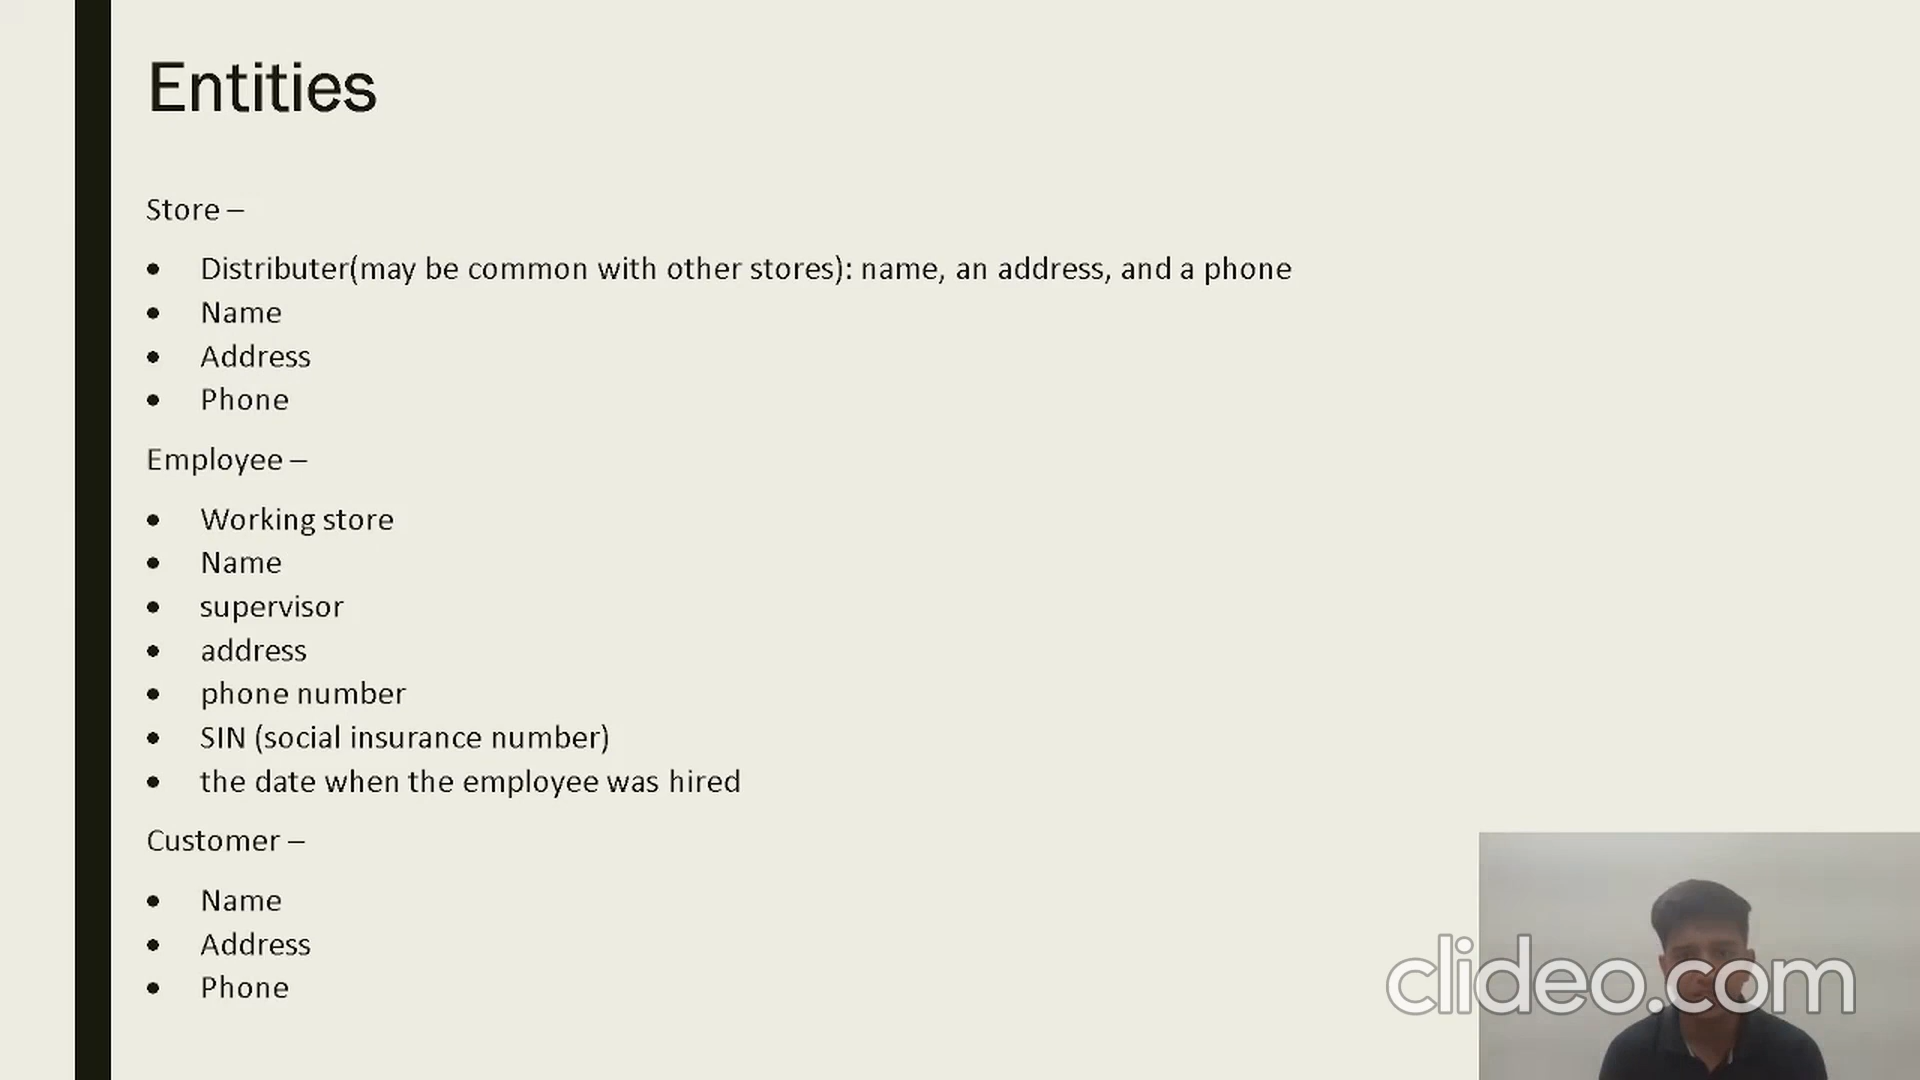 Entities
Store –
• Distributer(may be common with other stores): name, an address, and a phone
• Name
• Address
• Phone
Employee –
• Working store
• Name
• supervisor
• address
• phone number
• SIN (social insurance number)
• the date when the employee was hired
Customer –
• Name
• Address
• Phone
clideo.com